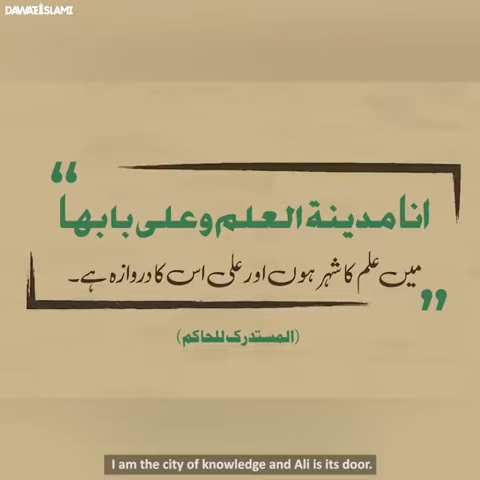 DAWATEISLAMI
“
انا مدینة العلم وعلی بابها
میں علم کا شہر ہوں اور علی اس کا دروازہ ہے۔
”
(المستدرک للحاکم)
I am the city of knowledge and Ali is its door.